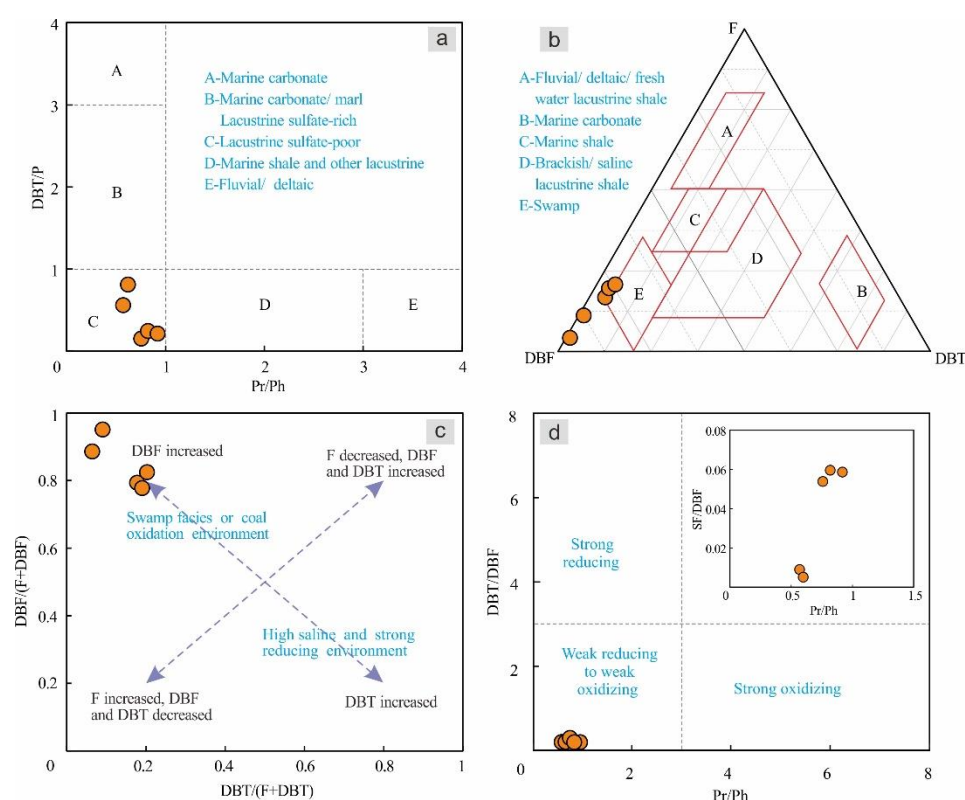 a
4
3
2
1
0
1
2
3
4
DBT/P
Pr/Ph
A
B
C
D
E
A-Marine carbonate
B-Marine carbonate/ marl
Lacustrine sulfate-rich
C-Lacustrine sulfate-poor
D-Marine shale and other lacustrine
E-Fluvial/ deltaic
b
F
DBF
DBT
A
C
D
E
B
A-Fluvial/ deltaic/ fresh
water lacustrine shale
B-Marine carbonate
C-Marine shale
D-Brackish/ saline
lacustrine shale
E-Swamp
c
1
0.8
0.6
0.4
0.2
0
0.2
0.4
0.6
0.8
1
DBF/(F+DBF)
DBT/(F+DBT)
DBF increased
F decreased, DBF
and DBT increased
Swamp facies or coal
oxidation environment
High saline and strong
reducing environment
F increased, DBF
and DBT decreased
DBT increased
d
8
6
4
2
0
2
4
6
8
DBT/DBF
Pr/Ph
Strong
reducing
Weak reducing
to weak
oxidizing
Strong oxidizing
0.08
0.06
0.04
0.02
0
0.5
1
1.5
SF/DBF
Pr/Ph